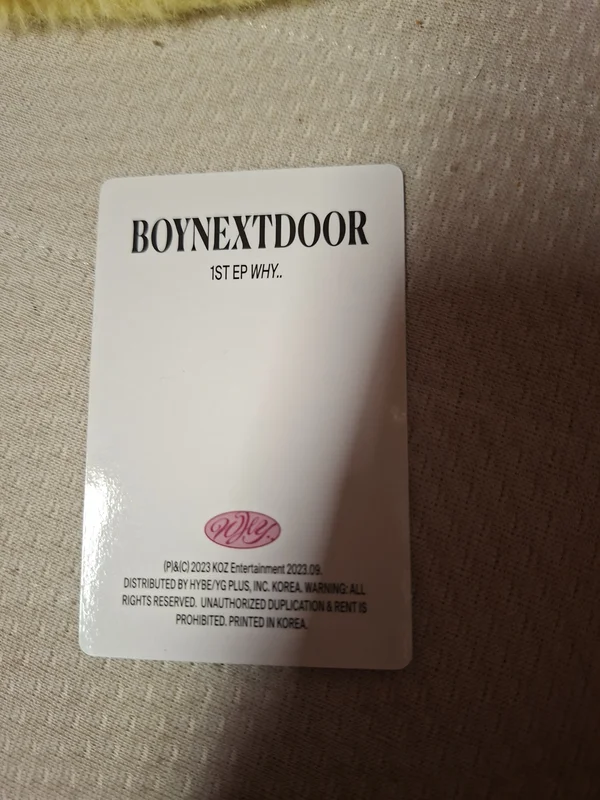 BOYNEXTDOOR
1ST EP WHY..
Why..
(P)&(C) 2023 KOZ Entertainment 2023.09.
DISTRIBUTED BY HYBE/YG PLUS, INC. KOREA. WARNING: ALL
RIGHTS RESERVED. UNAUTHORIZED DUPLICATION & RENT IS
PROHIBITED. PRINTED IN KOREA.